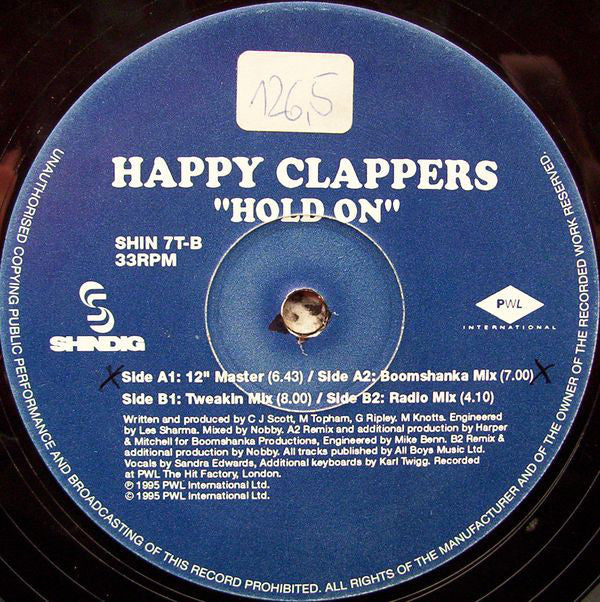 126,5
HAPPY CLAPPERS
"HOLD ON"
SHIN 7T-B
33RPM
SHINDIG
PWL
INTERNATIONAL
X Side A1: 12" Master (6.43) / Side A2: Boomshanka Mix (7.00) X
Side B1: Tweakin Mix (8.00) / Side B2: Radio Mix (4.10)
Written and produced by C J Scott, M Topham, G Ripley, M Knotts. Engineered
by Lee Sharma. Mixed by Nobby. A2 Remix and additional production by Harper
& Mitchell for Boomshanka Productions, Engineered by Mike Benn. B2 Remix &
additional production by Nobby. All tracks published by All Boys Music Ltd.
Vocals by Sandra Edwards, Additional keyboards by Karl Twigg. Recorded
at PWL The Hit Factory, London.
℗ 1995 PWL International Ltd.
© 1995 PWL International Ltd.
UNAUTHORISED COPYING PUBLIC PERFORMANCE AND BROADCASTING OF THIS RECORD PROHIBITED. ALL RIGHTS OF THE MANUFACTURER AND OF THE OWNER OF THE RECORDED WORK RESERVED.